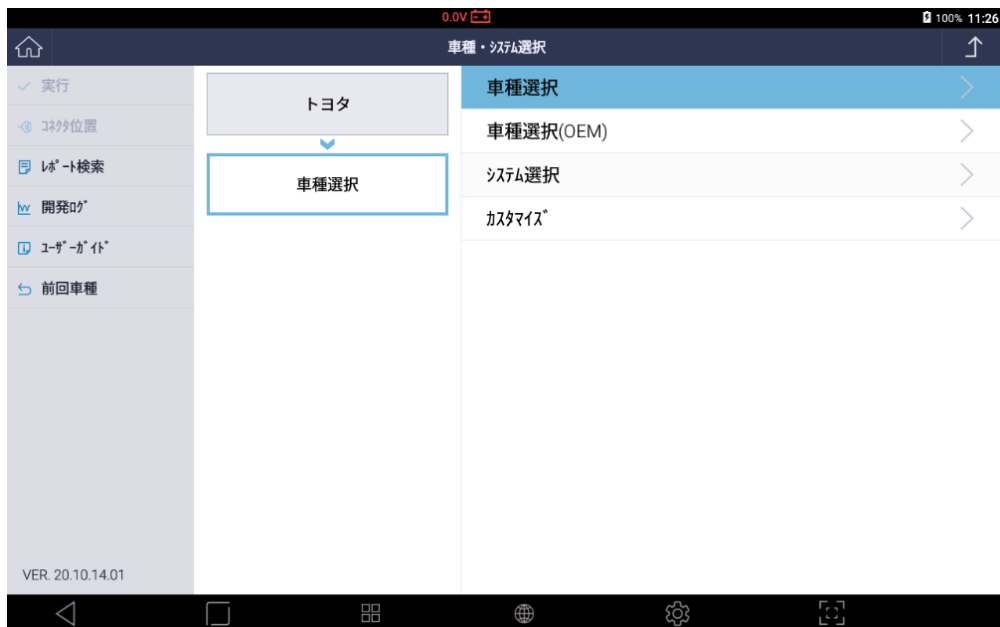 0.0V
100% 11:26
車種・ｼｽﾃﾑ選択
実行
ｺﾈｸﾀ位置
ﾚﾎﾟｰﾄ検索
開発ﾛｸﾞ
ﾕｰｻﾞｰｶﾞｲﾄﾞ
前回車種
VER. 20.10.14.01
トヨタ
車種選択
車種選択
車種選択(OEM)
ｼｽﾃﾑ選択
ｶｽﾀﾏｲｽﾞ